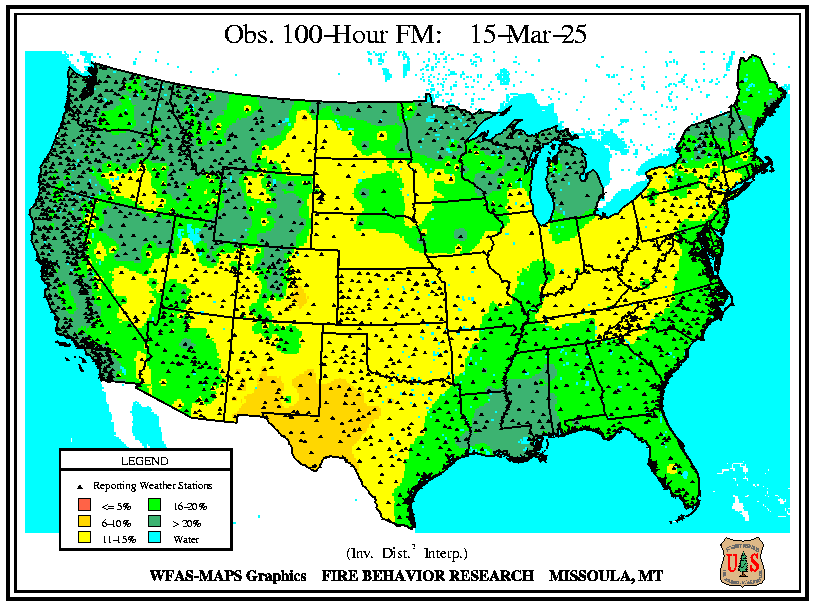 Obs. 100-Hour FM: 15-Mar-25
LEGEND
Reporting Weather Stations
<= 5% 16-20%
6-10% > 20%
11-15% Water
(Inv. Dist.² Interp.)
WFAS-MAPS Graphics FIRE BEHAVIOR RESEARCH MISSOULA, MT
U S